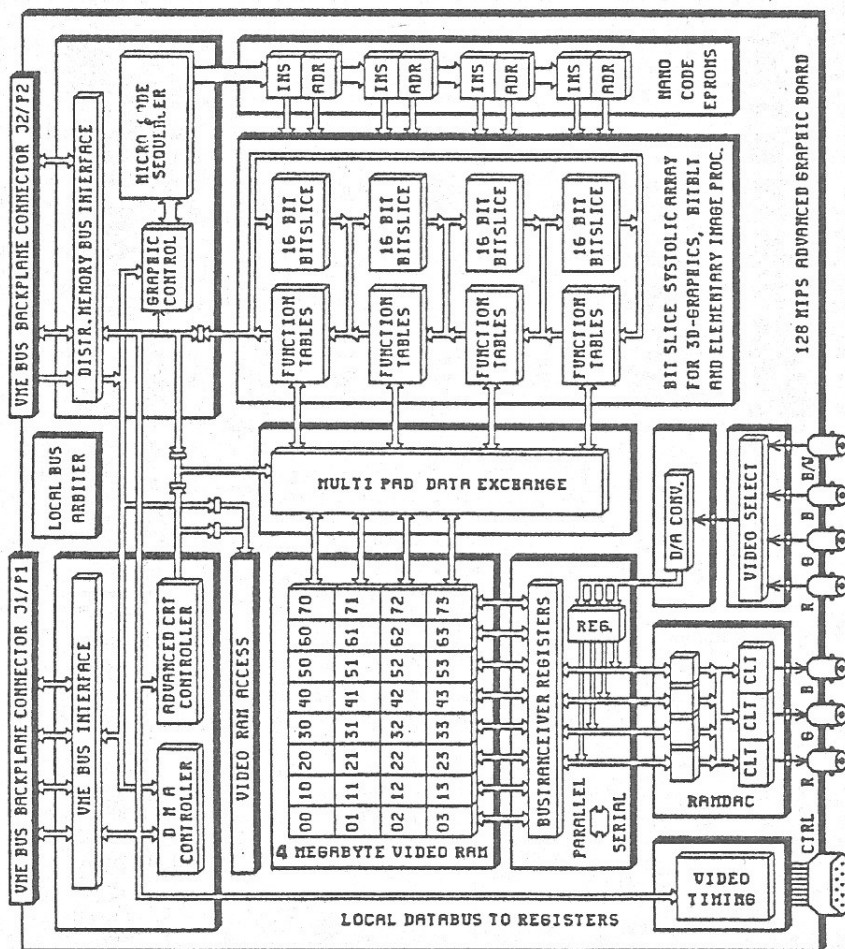 VME BUS BACKPLANE CONNECTOR J2/P2
VME BUS BACKPLANE CONNECTOR J1/P1
DISTR. MEMORY BUS INTERFACE
MICRO CODE
SEQUENCER
GRAPHIC
CONTROL
INS
ADR
INS
ADR
INS
ADR
INS
ADR
NANO
CODE
EPROMS
16 BIT
BITSLICE
16 BIT
BITSLICE
16 BIT
BITSLICE
16 BIT
BITSLICE
FUNCTION
TABLES
FUNCTION
TABLES
FUNCTION
TABLES
FUNCTION
TABLES
BIT SLICE SYSTOLIC ARRAY
FOR 3D-GRAPHICS, BITBLT
AND ELEMENTARY IMAGE PROC.
128 MIPS ADVANCED GRAPHIC BOARD
LOCAL BUS
ARBITER
MULTI PAD DATA EXCHANGE
D/A CONV.
VIDEO SELECT
R G B B/W
VME BUS INTERFACE
ADVANCED CRT
CONTROLLER
DMA
CONTROLLER
VIDEO RAM ACCESS
00 10 20 30 40 50 60 70
01 11 21 31 41 51 61 71
02 12 22 32 42 52 62 72
03 13 23 33 43 53 63 73
4 MEGABYTE VIDEO RAM
BUSTRANCEIVER REGISTERS
REG.
PARALLEL
SERIAL
CLT CLT CLT
RAMDAC
R G B
CTRL
VIDEO
TIMING
LOCAL DATABUS TO REGISTERS